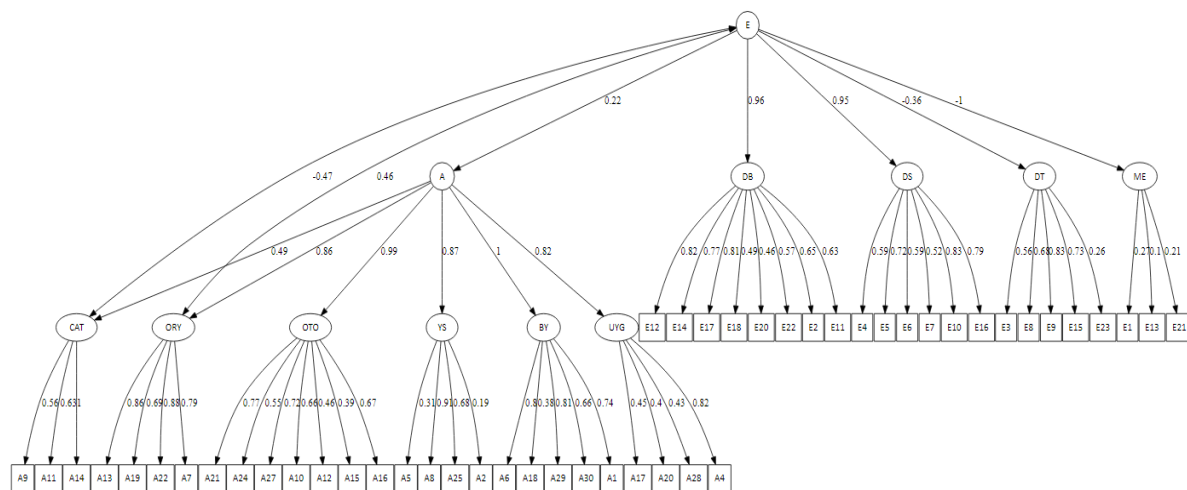 E
0.22 0.96 0.95 -0.36 -1
-0.47 0.46 A DB DS DT ME
0.49 0.86 0.99 0.87 1 0.82 0.82 0.77 0.81 0.49 0.46 0.57 0.65 0.63 0.59 0.72 0.59 0.52 0.83 0.79 0.56 0.68 0.83 0.73 0.26 0.27 0.1 0.21
CAT ORY OTO YS BY UYG E12 E14 E17 E18 E20 E22 E2 E11 E4 E5 E6 E7 E10 E16 E3 E8 E9 E15 E23 E1 E13 E21
0.56 0.631 0.86 0.69 0.88 0.79 0.77 0.55 0.72 0.66 0.46 0.39 0.67 0.31 0.91 0.68 0.19 0.8 0.38 0.81 0.66 0.74 0.45 0.4 0.43 0.82
A9 A11 A14 A13 A19 A22 A7 A21 A24 A27 A10 A12 A15 A16 A5 A8 A25 A2 A6 A18 A29 A30 A1 A17 A20 A28 A4